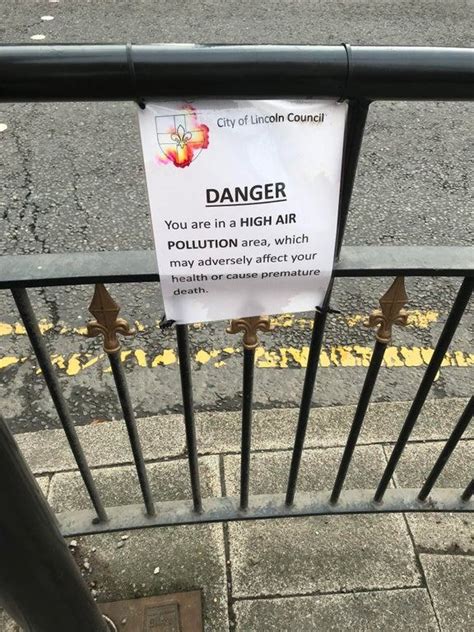 City of Lincoln Council
DANGER
You are in a HIGH AIR
POLLUTION area, which
may adversely affect your
health or cause premature
death.